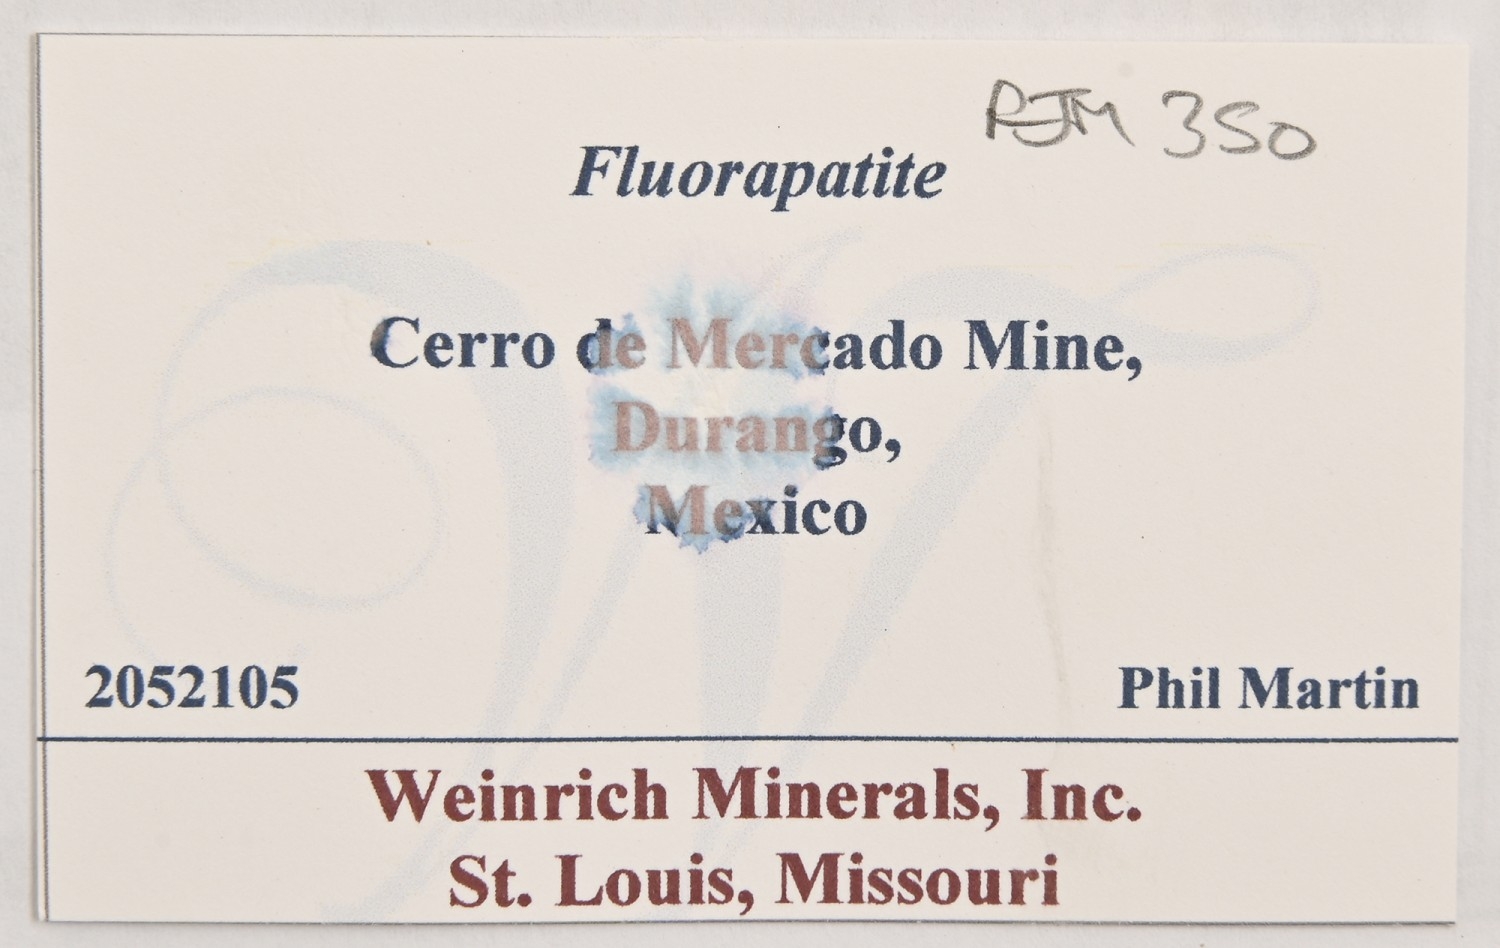 RJM 350
Fluorapatite
Cerro de Mercado Mine,
Durango,
Mexico
2052105
Phil Martin
Weinrich Minerals, Inc.
St. Louis, Missouri